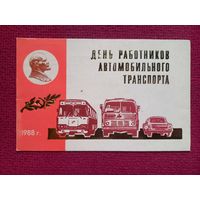 ДЕНЬ РАБОТНИКОВ
АВТОМОБИЛЬНОГО
ТРАНСПОРТА
1988 г.